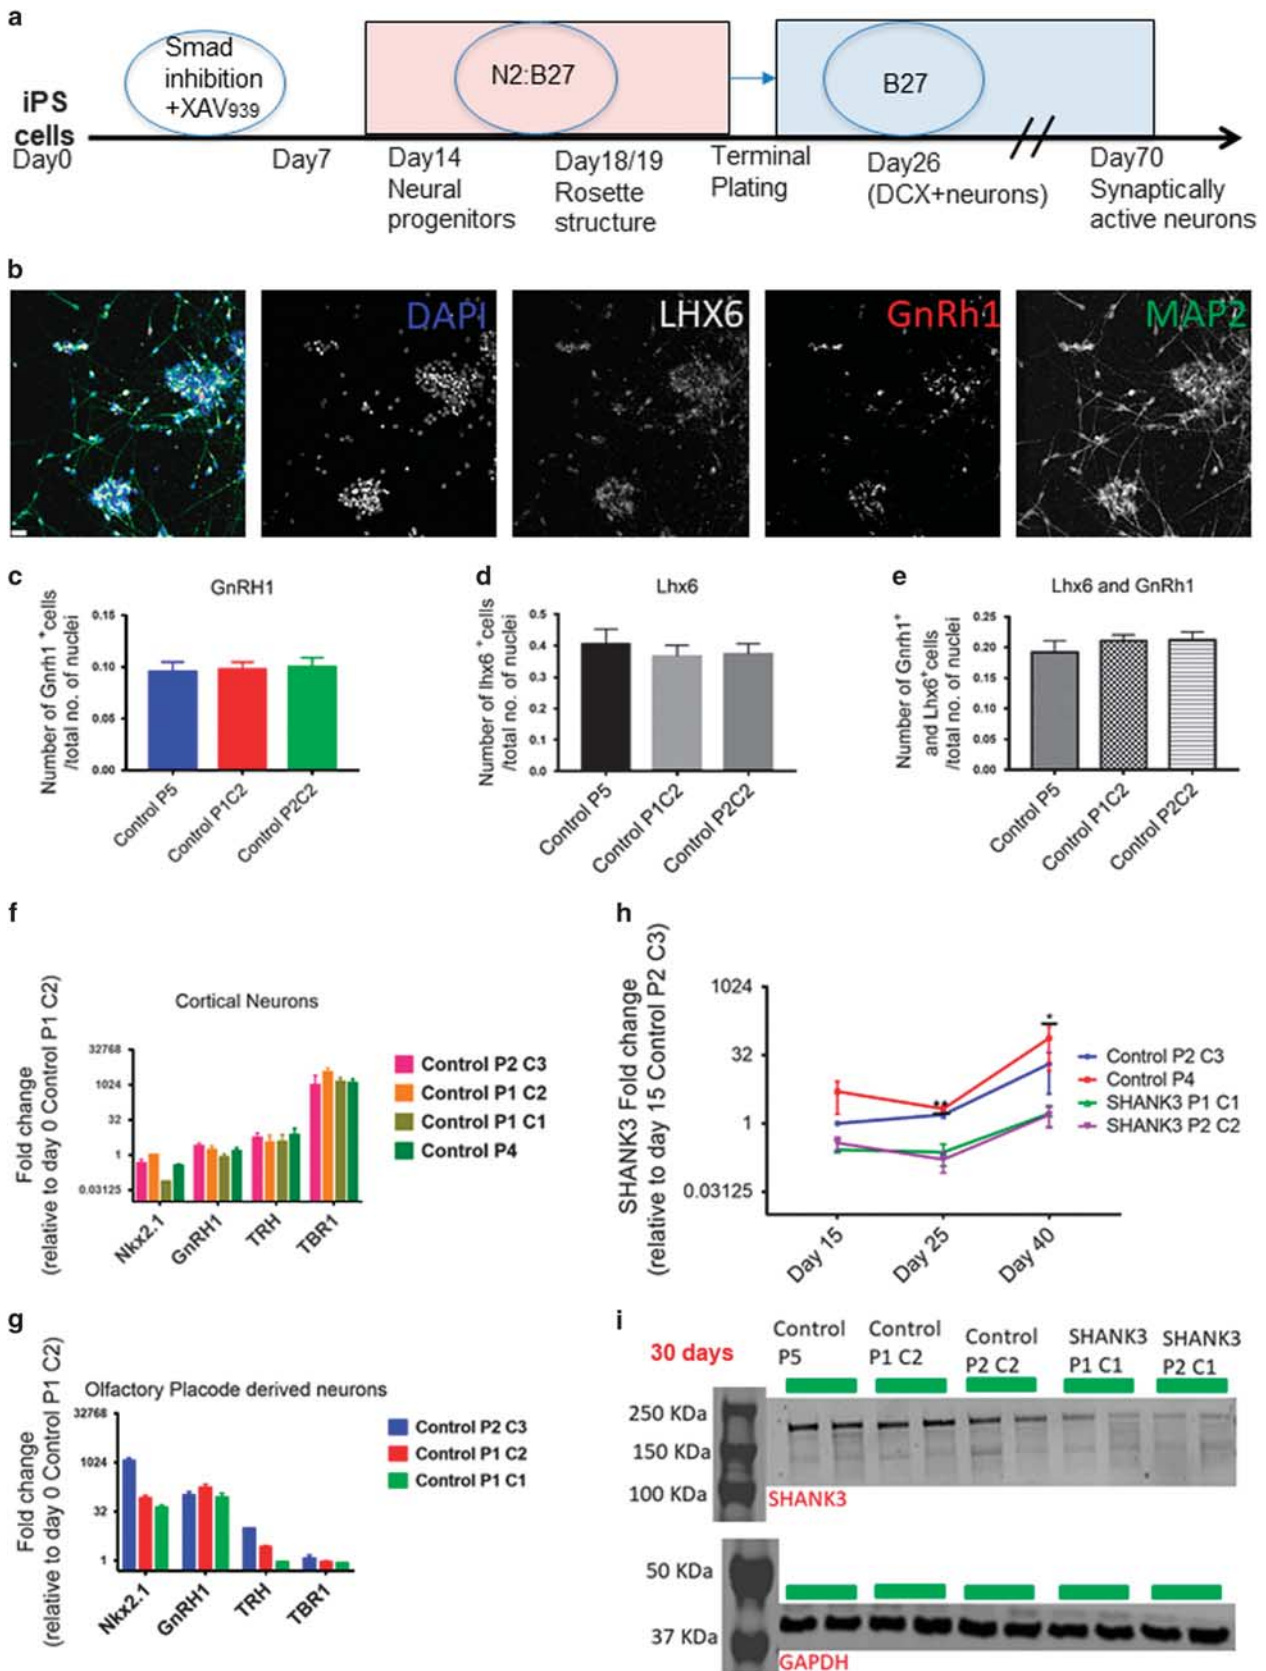 a
Smad
inhibition
+XAV939
N2:B27
B27
iPS
cells
Day0
Day7
Day14
Neural
progenitors
Day18/19
Rosette
structure
Terminal
Plating
Day26
(DCX+neurons)
Day70
Synaptically
active neurons
b
DAPI
LHX6
GnRh1
MAP2
c
GnRH1
Number of Gnrh1 +cells
/total no. of nuclei
0.15
0.10
0.05
0.00
Control P5
Control P1C2
Control P2C2
d
Lhx6
Number of lhx6 +cells
/total no. of nuclei
0.5
0.4
0.3
0.2
0.1
0.0
Control P5
Control P1C2
Control P2C2
e
Lhx6 and GnRh1
Number of Gnrh1+
and Lhx6+cells
/total no. of nuclei
0.25
0.20
0.15
0.10
0.05
0.00
Control P5
Control P1C2
Control P2C2
f
Cortical Neurons
Fold change
(relative to day 0 Control P1 C2)
32768
1024
32
1
0.03125
Nkx2.1
GnRH1
TRH
TBR1
Control P2 C3
Control P1 C2
Control P1 C1
Control P4
h
SHANK3 Fold change
(relative to day 15 Control P2 C3)
1024
32
1
0.03125
**
*
Day 15
Day 25
Day 40
Control P2 C3
Control P4
SHANK3 P1 C1
SHANK3 P2 C2
g
Olfactory Placode derived neurons
Fold change
(relative to day 0 Control P1 C2)
32768
1024
32
1
Nkx2.1
GnRH1
TRH
TBR1
Control P2 C3
Control P1 C2
Control P1 C1
i
30 days
Control
P5
Control
P1 C2
Control
P2 C2
SHANK3
P1 C1
SHANK3
P2 C1
250 KDa
150 KDa
100 KDa
SHANK3
50 KDa
37 KDa
GAPDH